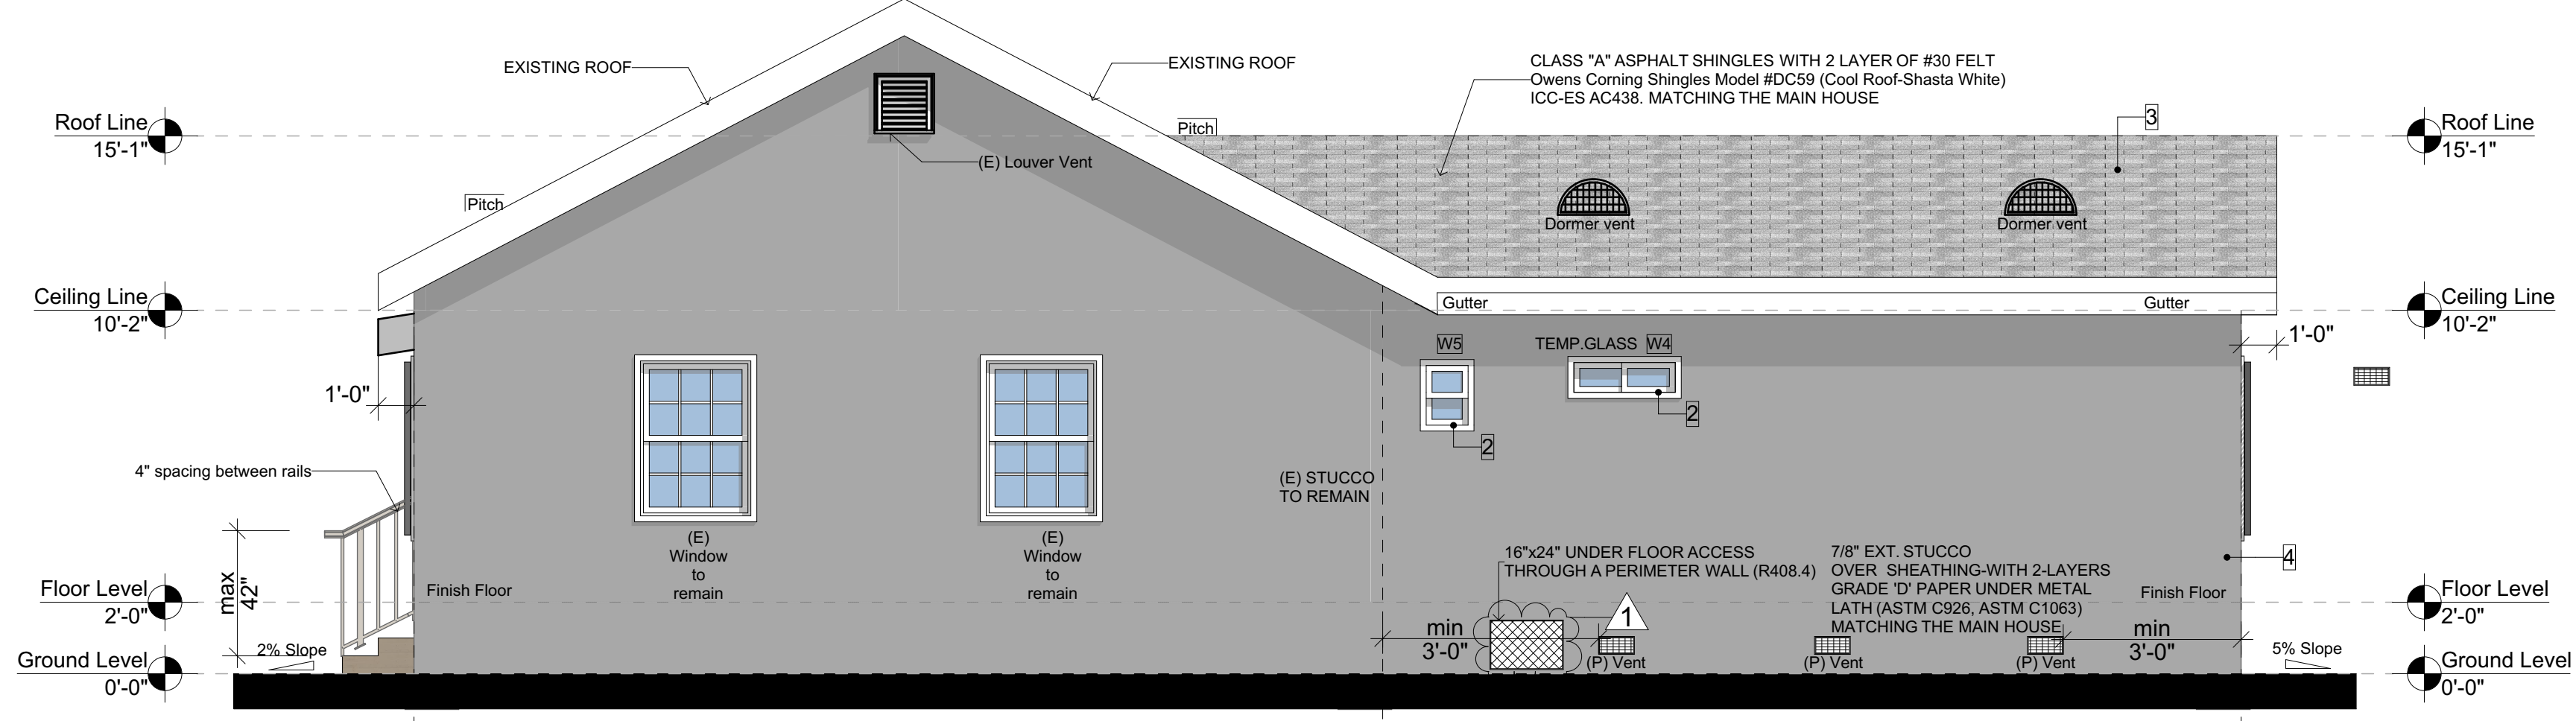 CLASS "A" ASPHALT SHINGLES WITH 2 LAYER OF #30 FELT
Owens Corning Shingles Model #DC59 (Cool Roof-Shasta White)
ICC-ES AC438. MATCHING THE MAIN HOUSE
EXISTING ROOF
EXISTING ROOF
3
Roof Line
15'-1"
Pitch
Roof Line
15'-1"
(E) Louver Vent
Pitch
Dormer vent
Dormer vent
Ceiling Line
10'-2"
Gutter
Gutter
Ceiling Line
10'-2"
1'-0"
W5
TEMP.GLASS W4
1'-0"
2
2
4" spacing between rails
(E) STUCCO
TO REMAIN
(E)
Window
to
remain
(E)
Window
to
remain
16"x24" UNDER FLOOR ACCESS
THROUGH A PERIMETER WALL (R408.4)
7/8" EXT. STUCCO
OVER SHEATHING-WITH 2-LAYERS
GRADE 'D' PAPER UNDER METAL
LATH (ASTM C926, ASTM C1063)
MATCHING THE MAIN HOUSE
4
max
42"
Finish Floor
Finish Floor
Floor Level
2'-0"
Floor Level
2'-0"
1
min
3'-0"
min
3'-0"
(P) Vent
(P) Vent
(P) Vent
2% Slope
5% Slope
Ground Level
0'-0"
Ground Level
0'-0"